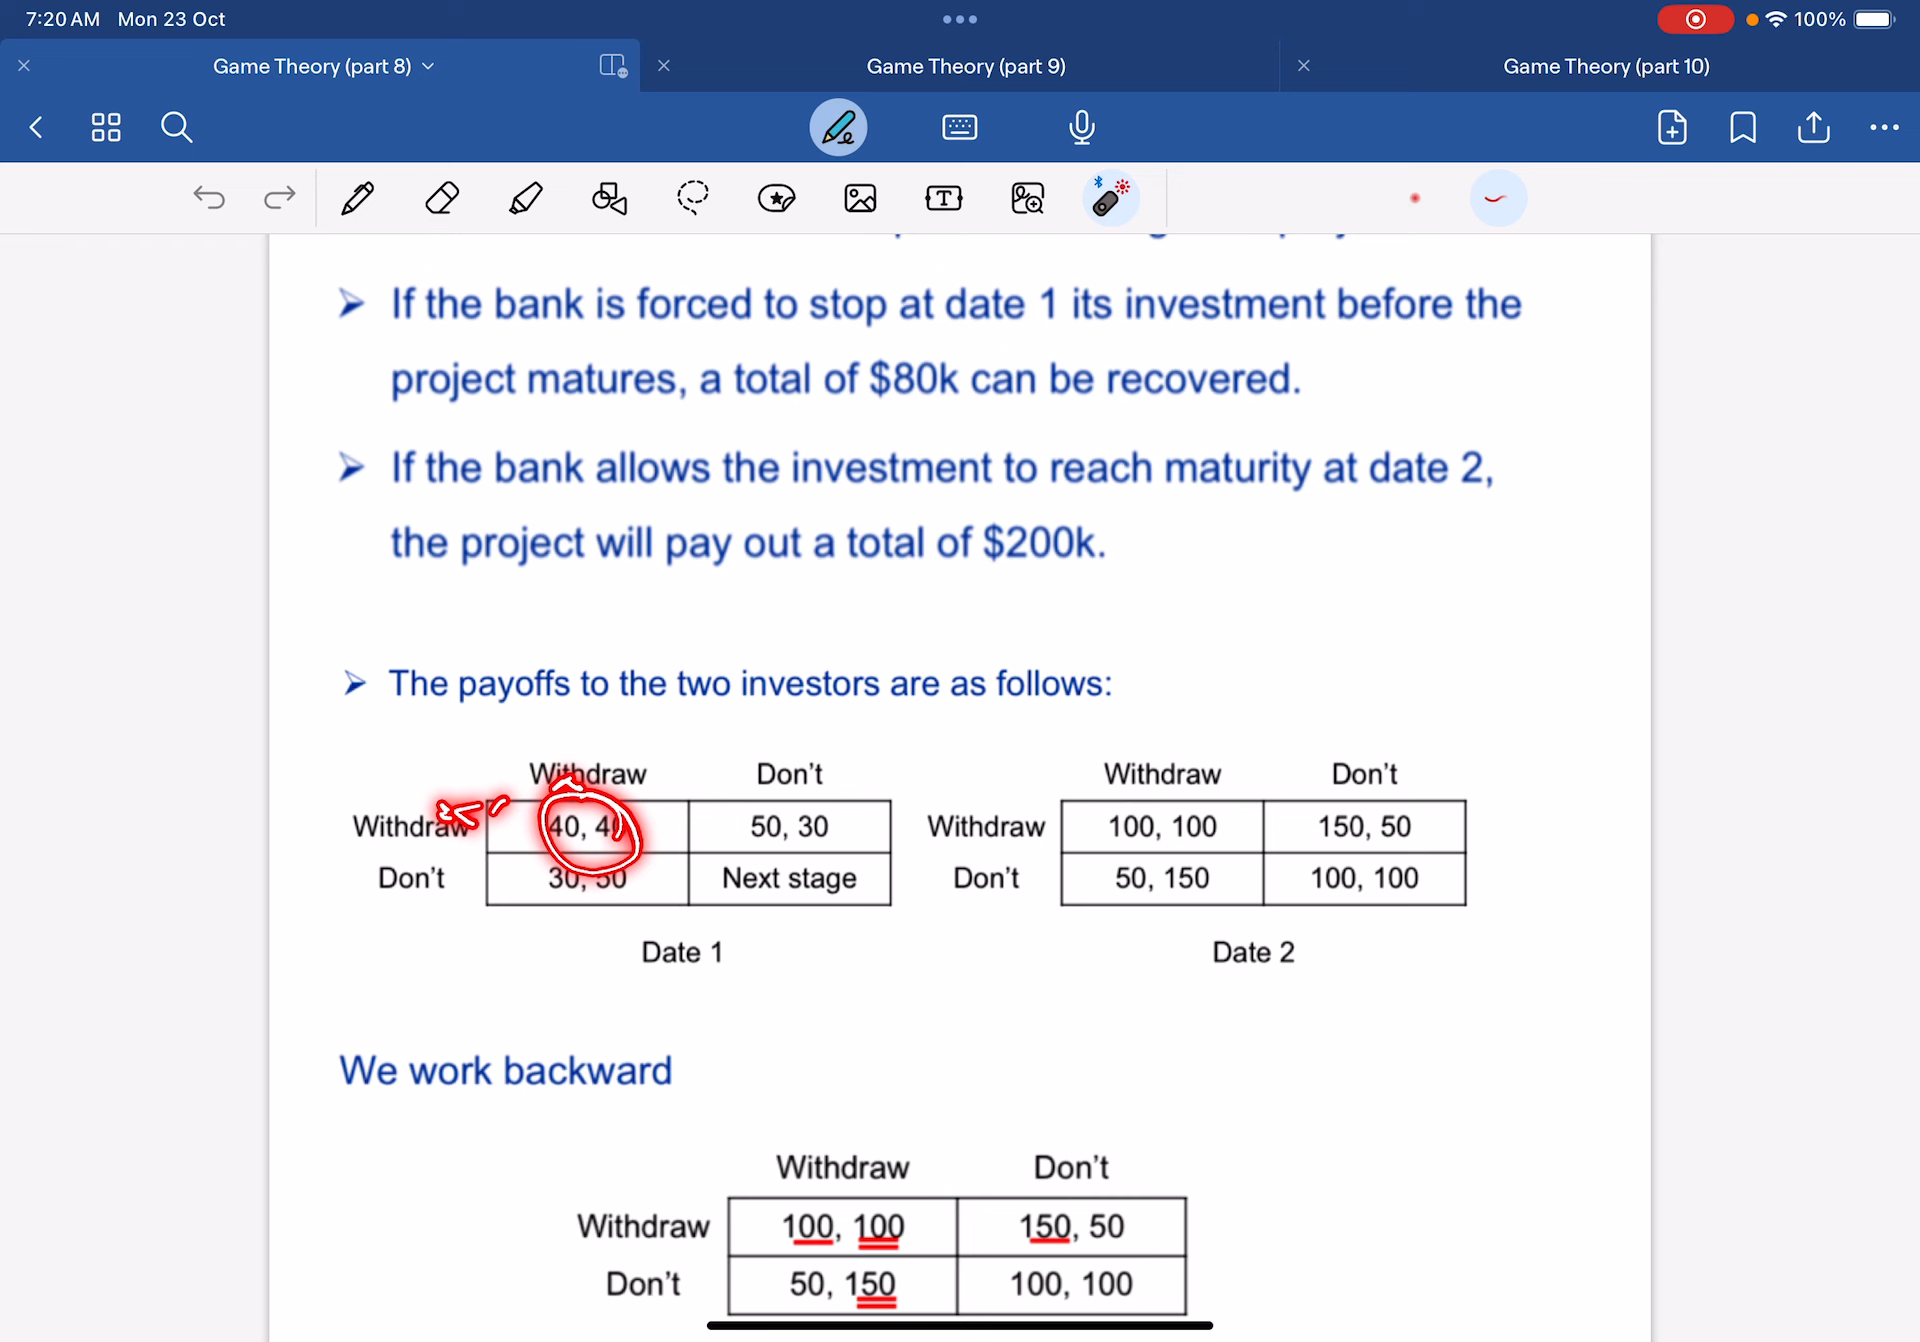 7:20 AM Mon 23 Oct
100%
Game Theory (part 8)
Game Theory (part 9)
Game Theory (part 10)
If the bank is forced to stop at date 1 its investment before the
project matures, a total of $80k can be recovered.
If the bank allows the investment to reach maturity at date 2,
the project will pay out a total of $200k.
The payoffs to the two investors are as follows:
Withdraw Don't
Withdraw 40, 40 50, 30
Don't 30, 50 Next stage
Date 1
Withdraw Don't
Withdraw 100, 100 150, 50
Don't 50, 150 100, 100
Date 2
We work backward
Withdraw Don't
Withdraw 100, 100 150, 50
Don't 50, 150 100, 100